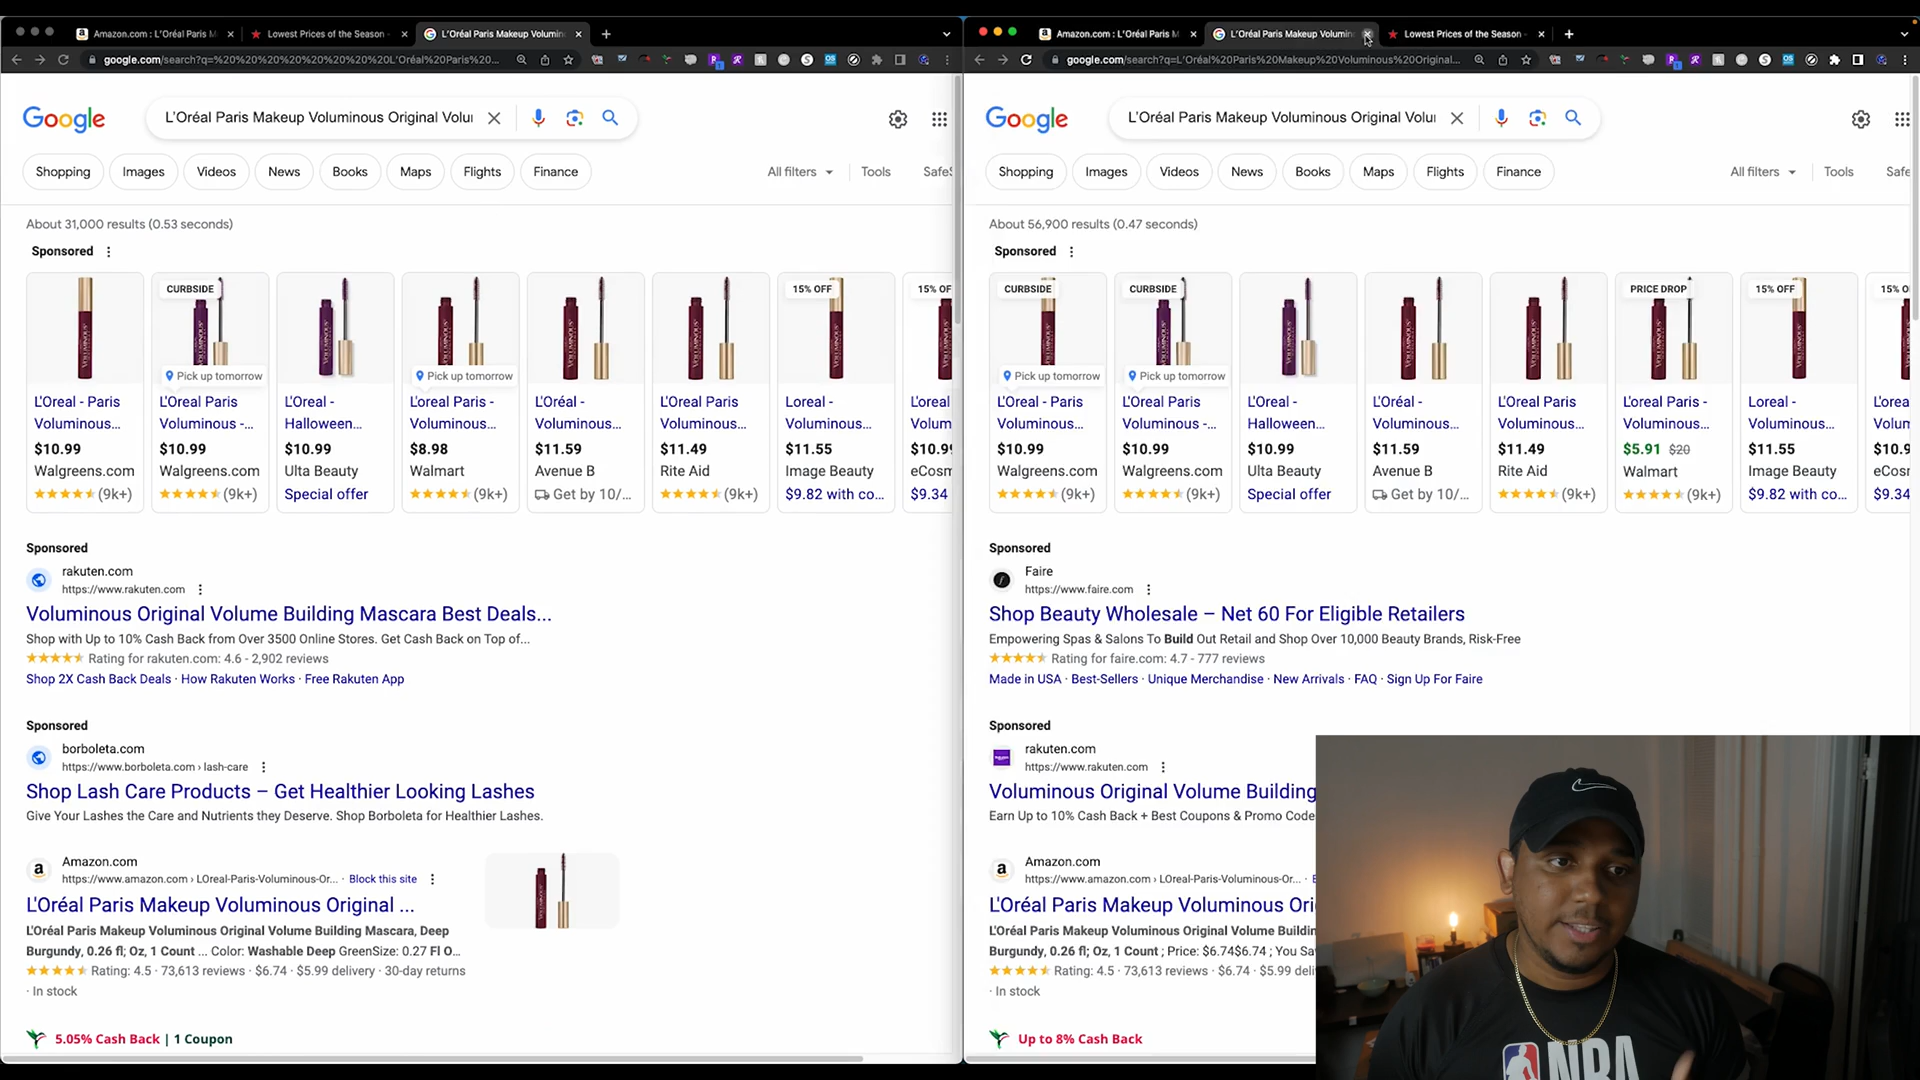 Amazon.com : L'Oréal Paris M
Lowest Prices of the Season -
L'Oréal Paris Makeup Volumin
google.com/search?q=%20%20%20%20%20%20%20%20L'Oréal%20Paris%20...
Google
L'Oréal Paris Makeup Voluminous Original Volu
Shopping
Images
Videos
News
Books
Maps
Flights
Finance
All filters
Tools
SafeS
About 31,000 results (0.53 seconds)
Sponsored
CURBSIDE
15% OFF
15% OF
Pick up tomorrow
Pick up tomorrow
L'Oreal - Paris Voluminous...
$10.99
Walgreens.com
(9k+)
L'Oreal Paris Voluminous -...
$10.99
Walgreens.com
(9k+)
L'Oreal - Halloween...
$10.99
Ulta Beauty
Special offer
L'oreal Paris - Voluminous...
$8.98
Walmart
(9k+)
L'Oréal - Voluminous...
$11.59
Avenue B
Get by 10/...
L'Oreal Paris Voluminous...
$11.49
Rite Aid
(9k+)
Loreal - Voluminous...
$11.55
Image Beauty
$9.82 with co...
L'oreal
Volum
$10.99
eCosm
$9.34
Sponsored
rakuten.com
https://www.rakuten.com
Voluminous Original Volume Building Mascara Best Deals...
Shop with Up to 10% Cash Back from Over 3500 Online Stores. Get Cash Back on Top of...
Rating for rakuten.com: 4.6 - 2,902 reviews
Shop 2X Cash Back Deals · How Rakuten Works · Free Rakuten App
Sponsored
borboleta.com
https://www.borboleta.com › lash-care
Shop Lash Care Products – Get Healthier Looking Lashes
Give Your Lashes the Care and Nutrients they Deserve. Shop Borboleta for Healthier Lashes.
Amazon.com
https://www.amazon.com › LOreal-Paris-Voluminous-Or... · Block this site
L'Oréal Paris Makeup Voluminous Original ...
L'Oréal Paris Makeup Voluminous Original Volume Building Mascara, Deep
Burgundy, 0.26 fl; Oz, 1 Count ... Color: Washable Deep GreenSize: 0.27 Fl O...
Rating: 4.5 · 73,613 reviews · $6.74 · $5.99 delivery · 30-day returns
· In stock
5.05% Cash Back | 1 Coupon
Amazon.com : L'Oréal Paris M
L'Oréal Paris Makeup Volumin
Lowest Prices of the Season -
google.com/search?q=L'Oréal%20Paris%20Makeup%20Voluminous%20Original...
Google
L'Oréal Paris Makeup Voluminous Original Volu
Shopping
Images
Videos
News
Books
Maps
Flights
Finance
All filters
Tools
Safe
About 56,900 results (0.47 seconds)
Sponsored
CURBSIDE
CURBSIDE
PRICE DROP
15% OFF
15% O
Pick up tomorrow
Pick up tomorrow
L'Oreal - Paris Voluminous...
$10.99
Walgreens.com
(9k+)
L'Oreal Paris Voluminous -...
$10.99
Walgreens.com
(9k+)
L'Oreal - Halloween...
$10.99
Ulta Beauty
Special offer
L'Oréal - Voluminous...
$11.59
Avenue B
Get by 10/...
L'Oreal Paris Voluminous...
$11.49
Rite Aid
(9k+)
L'oreal Paris - Voluminous...
$5.91 $20
Walmart
(9k+)
Loreal - Voluminous...
$11.55
Image Beauty
$9.82 with co...
L'orea
Volum
$10.9
eCosm
$9.34
Sponsored
Faire
https://www.faire.com
Shop Beauty Wholesale – Net 60 For Eligible Retailers
Empowering Spas & Salons To Build Out Retail and Shop Over 10,000 Beauty Brands, Risk-Free
Rating for faire.com: 4.7 - 777 reviews
Made in USA · Best-Sellers · Unique Merchandise · New Arrivals · FAQ · Sign Up For Faire
Sponsored
rakuten.com
https://www.rakuten.com
Voluminous Original Volume Building
Earn Up to 10% Cash Back + Best Coupons & Promo Code
Amazon.com
https://www.amazon.com › LOreal-Paris-Voluminous-Or... ·
L'Oréal Paris Makeup Voluminous Ori
L'Oréal Paris Makeup Voluminous Original Volume Buildin
Burgundy, 0.26 fl; Oz, 1 Count ; Price: $6.74$6.74 ; You Sa
Rating: 4.5 · 73,613 reviews · $6.74 · $5.99 deli
· In stock
Up to 8% Cash Back
NBA